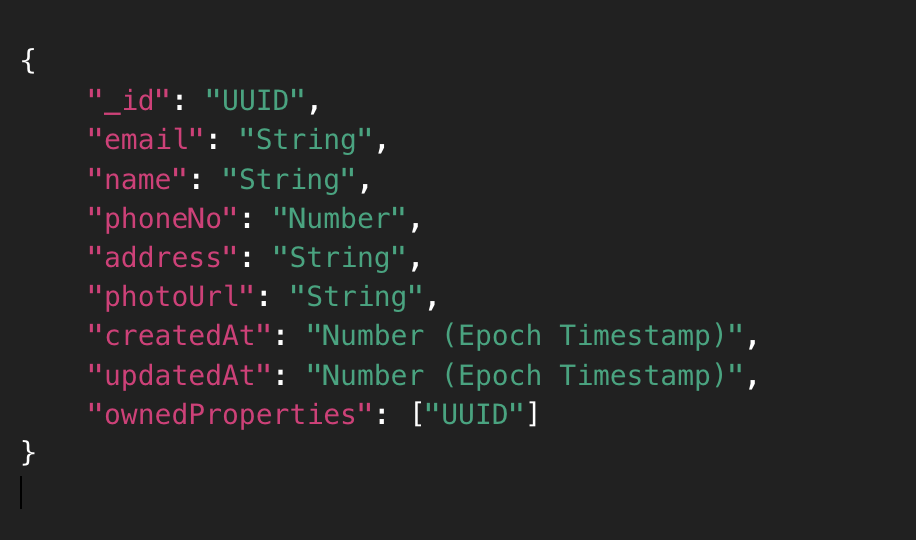 {
"_id": "UUID",
"email": "String",
"name": "String",
"phoneNo": "Number",
"address": "String",
"photoUrl": "String",
"createdAt": "Number (Epoch Timestamp)",
"updatedAt": "Number (Epoch Timestamp)",
"ownedProperties": ["UUID"]
}